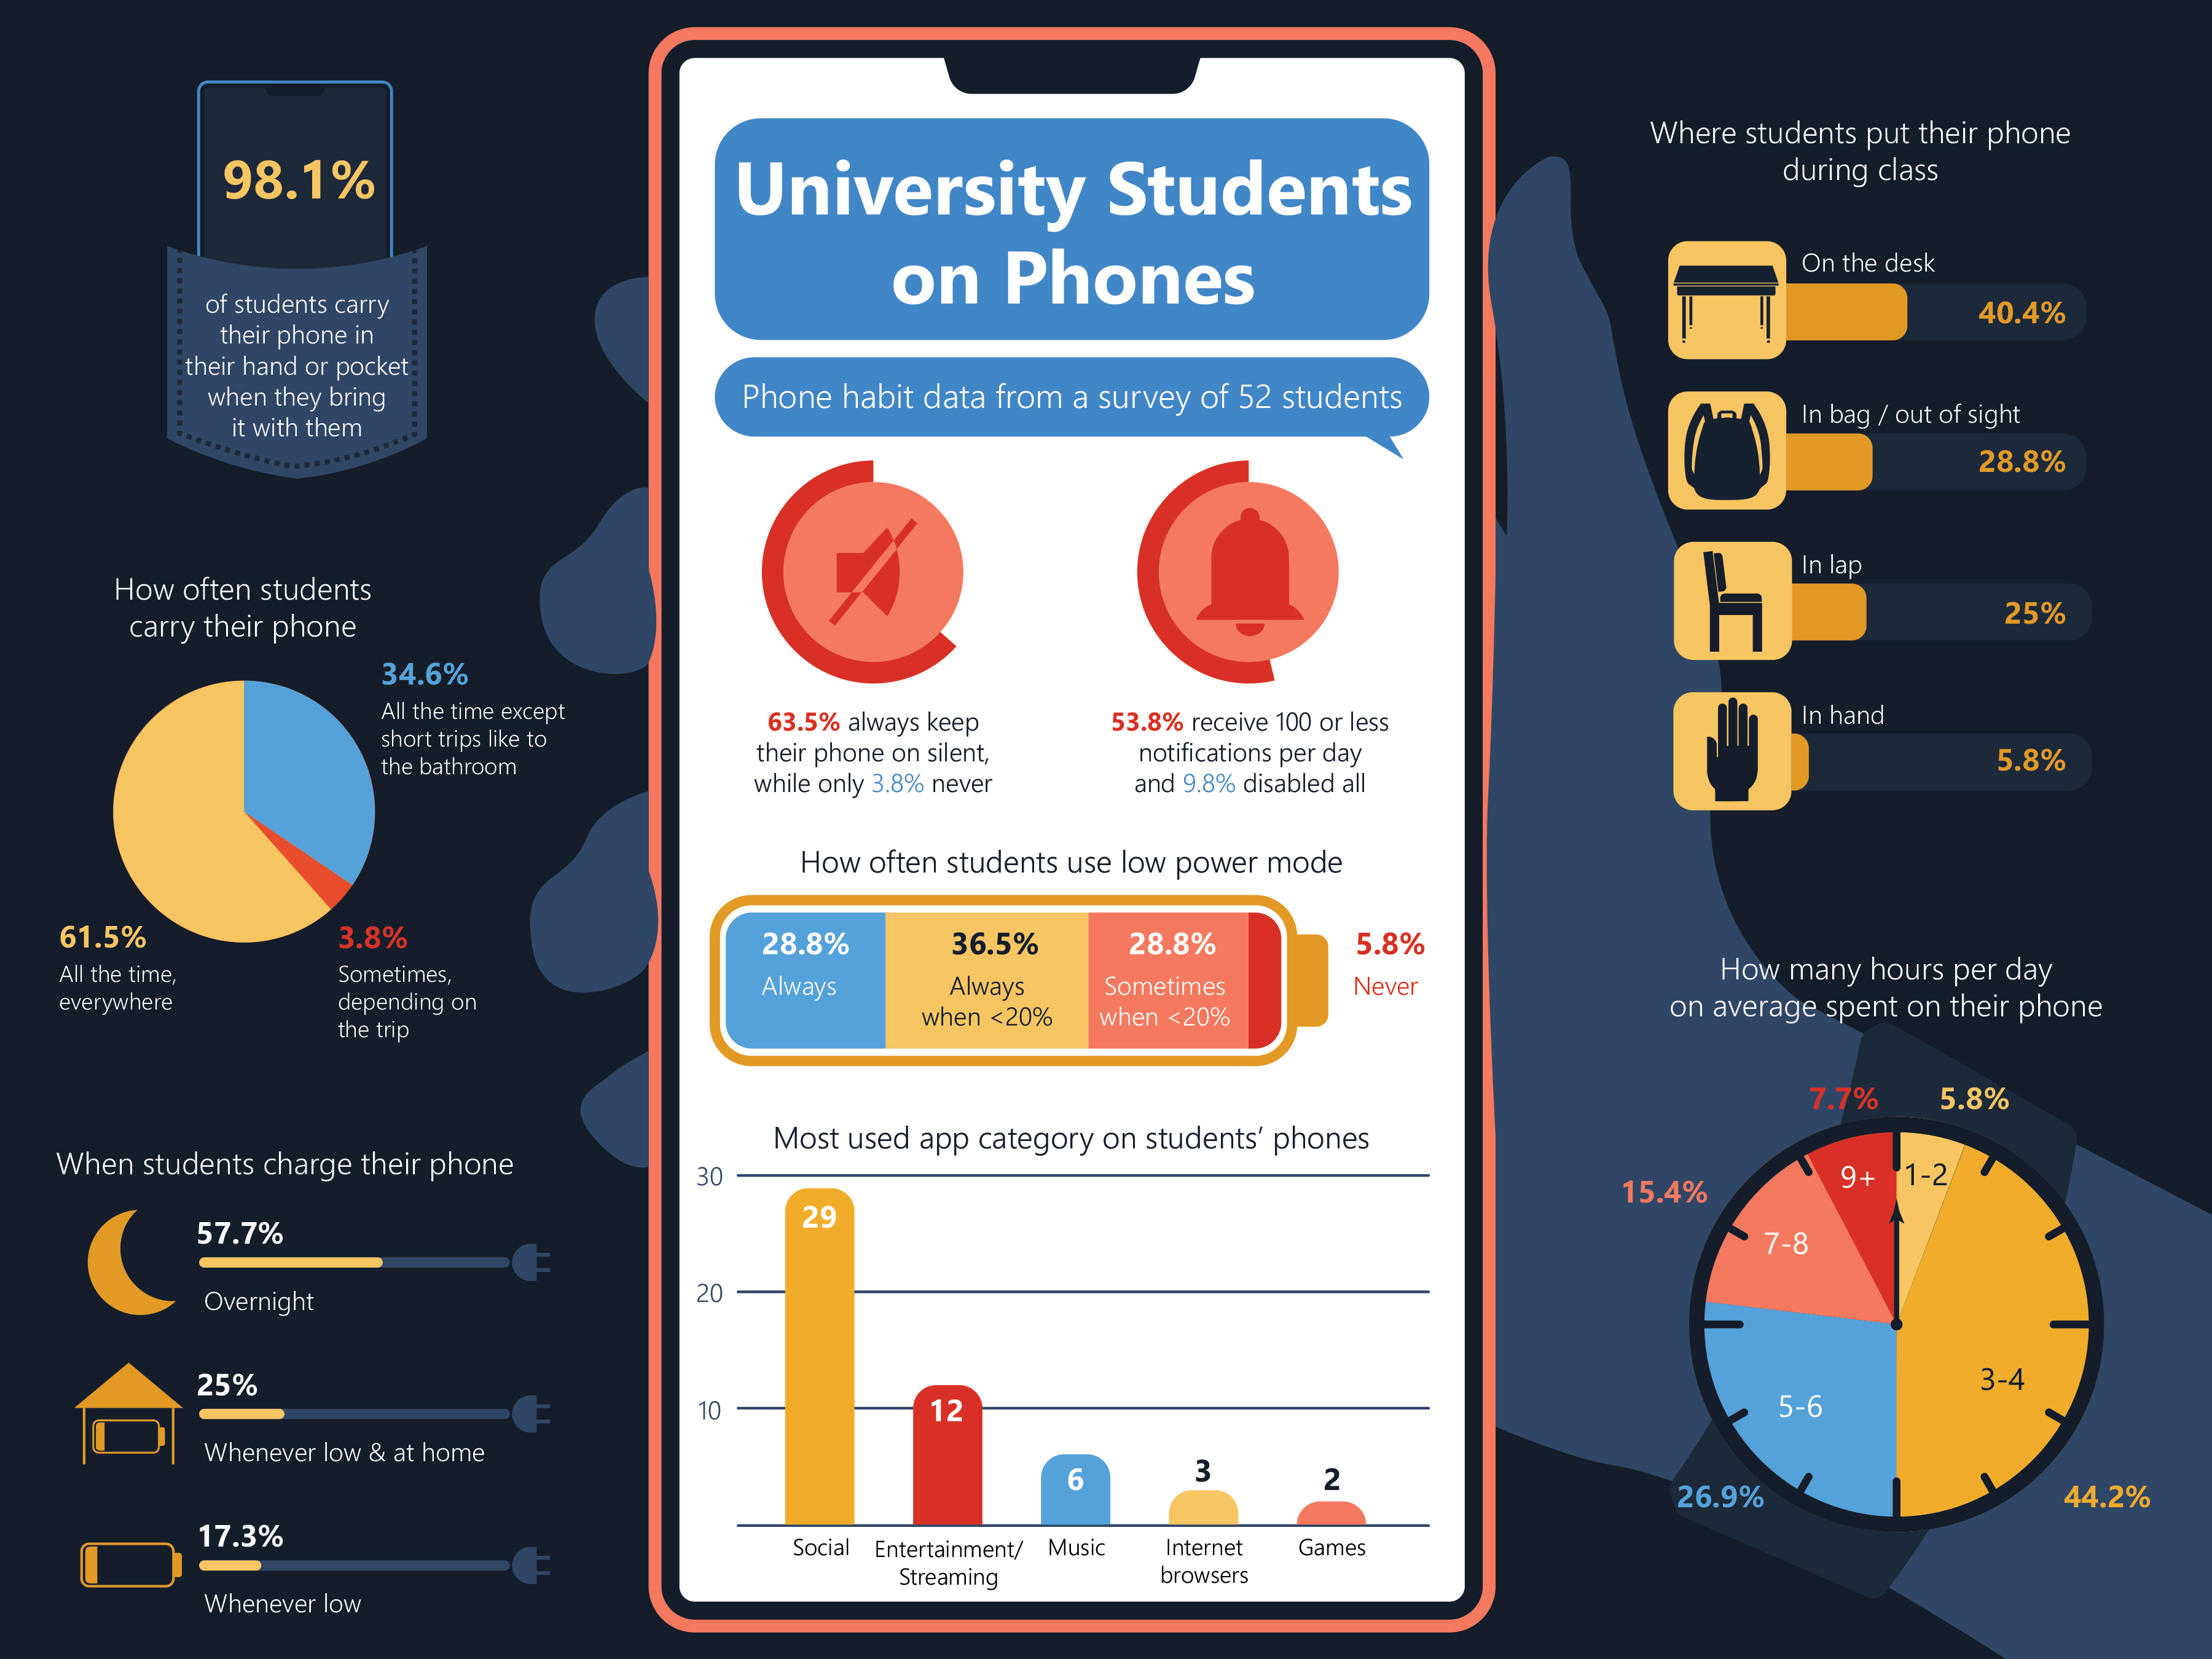 University Students
on Phones
Phone habit data from a survey of 52 students
98.1%
of students carry
their phone in
their hand or pocket
when they bring
it with them
How often students
carry their phone
34.6%
All the time except
short trips like to
the bathroom
61.5%
All the time,
everywhere
3.8%
Sometimes,
depending on
the trip
When students charge their phone
57.7%
Overnight
25%
Whenever low & at home
17.3%
Whenever low
63.5% always keep
their phone on silent,
while only 3.8% never
53.8% receive 100 or less
notifications per day
and 9.8% disabled all
How often students use low power mode
28.8%
Always
36.5%
Always
when <20%
28.8%
Sometimes
when <20%
5.8%
Never
Most used app category on students’ phones
30
20
10
29
12
6
3
2
Social
Entertainment/
Streaming
Music
Internet
browsers
Games
Where students put their phone
during class
On the desk
40.4%
In bag / out of sight
28.8%
In lap
25%
In hand
5.8%
How many hours per day
on average spent on their phone
7.7%
5.8%
15.4%
9+
1-2
7-8
3-4
5-6
26.9%
44.2%